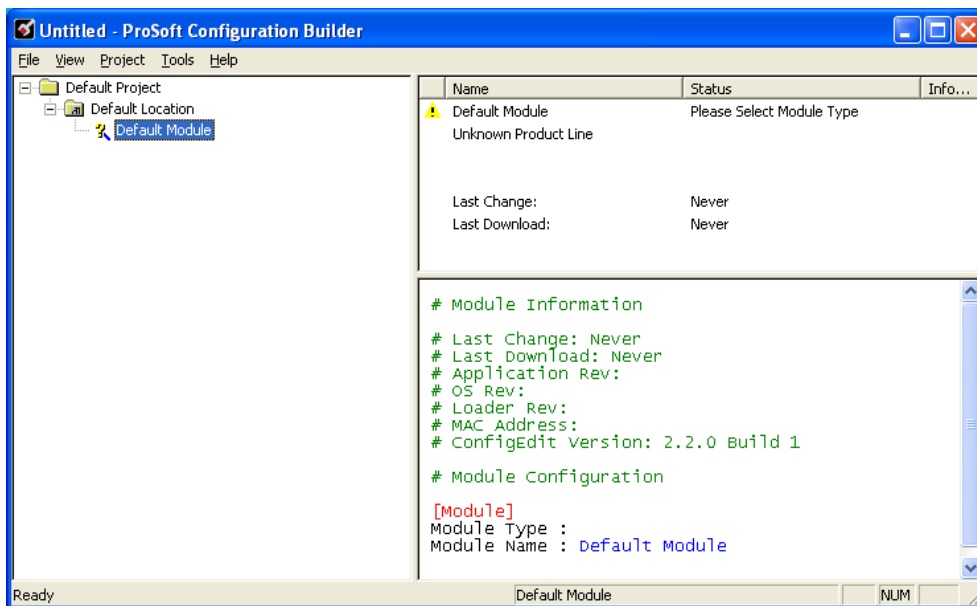 Untitled - ProSoft Configuration Builder
File View Project Tools Help
Default Project
Default Location
Default Module
Name Status Info...
Default Module Please Select Module Type
Unknown Product Line
Last Change: Never
Last Download: Never
# Module Information
# Last Change: Never
# Last Download: Never
# Application Rev:
# OS Rev:
# Loader Rev:
# MAC Address:
# ConfigEdit Version: 2.2.0 Build 1
# Module Configuration
[Module]
Module Type :
Module Name : Default Module
Ready Default Module NUM